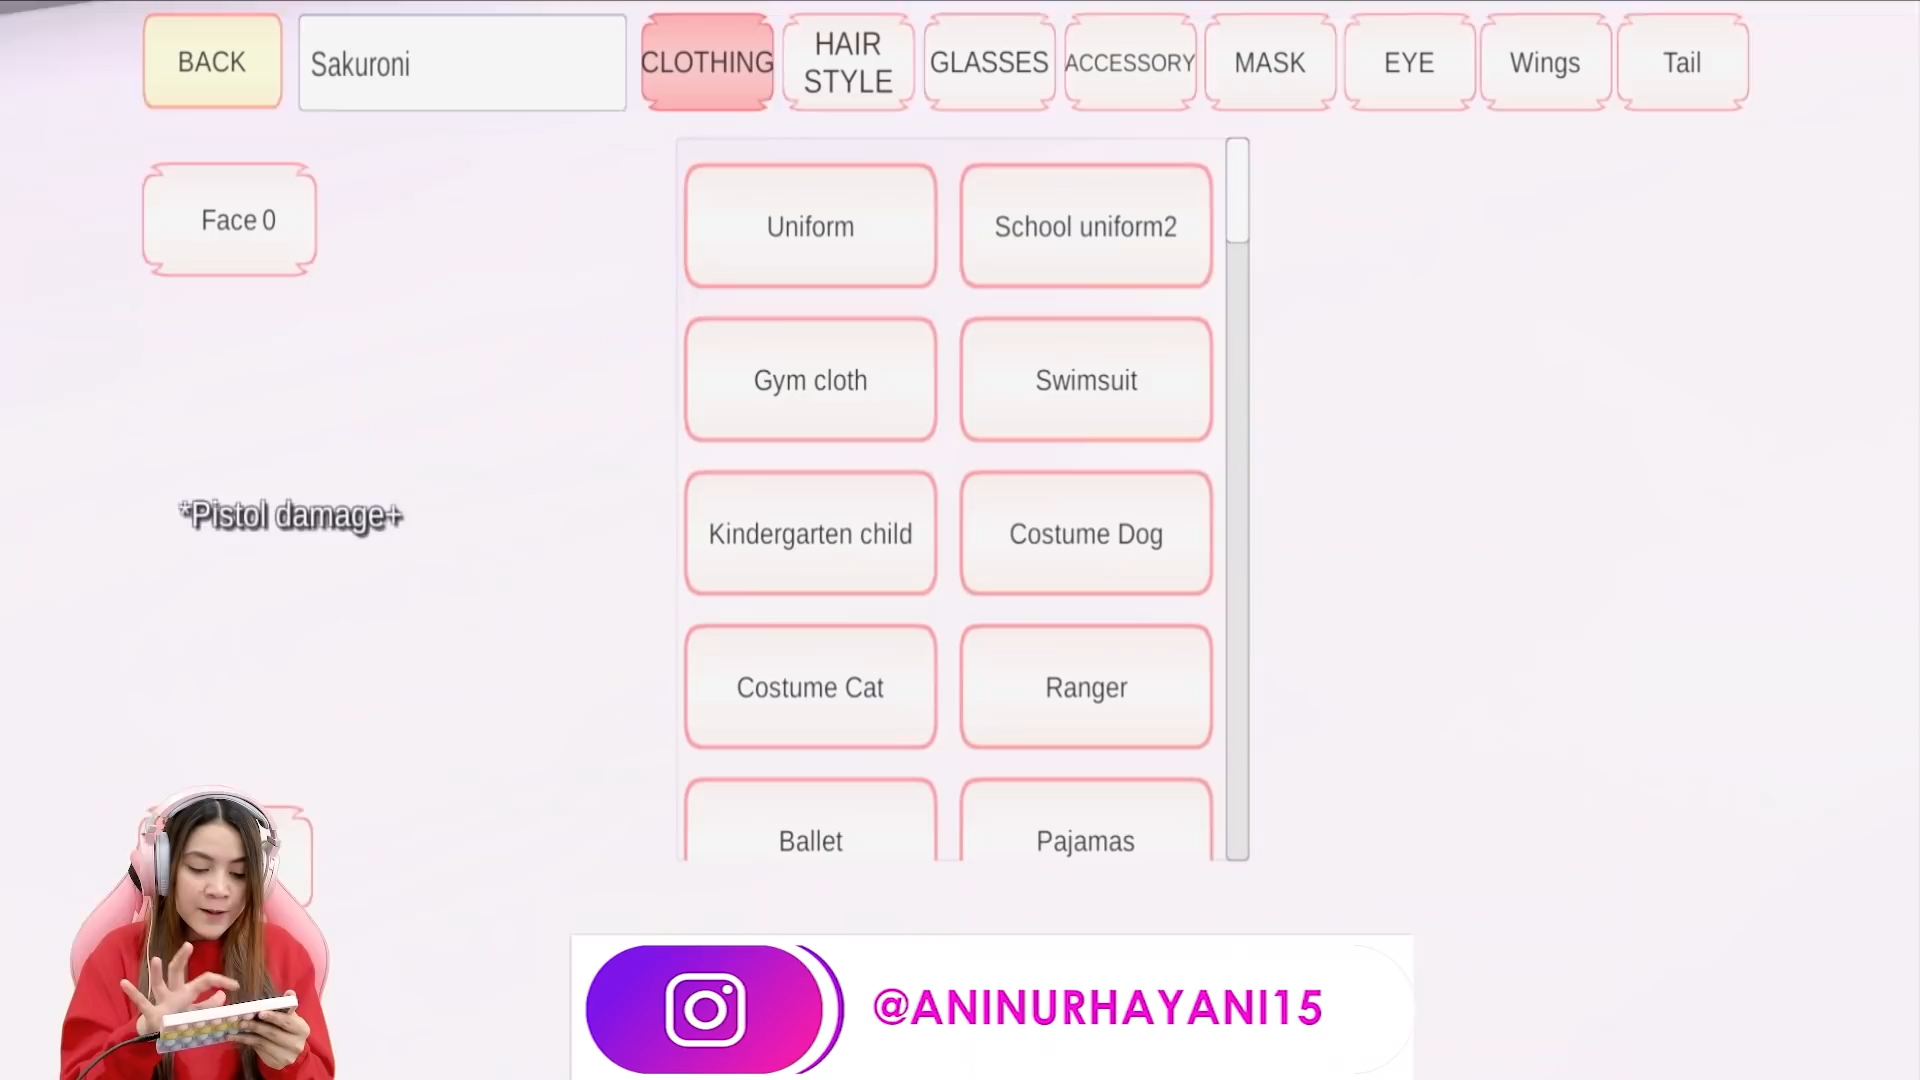 BACK
Sakuroni
CLOTHING
HAIR
STYLE
GLASSES
ACCESSORY
MASK
EYE
Wings
Tail
Face 0
Uniform
School uniform2
Gym cloth
Swimsuit
*Pistol damage+
Kindergarten child
Costume Dog
Costume Cat
Ranger
Ballet
Pajamas
@ANINURHAYANI15